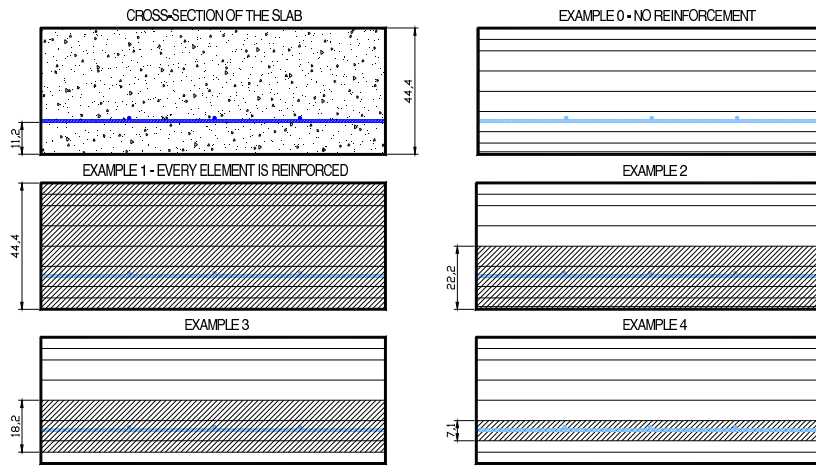 CROSS-SECTION OF THE SLAB
EXAMPLE 0 - NO REINFORCEMENT
44,4
11,2
EXAMPLE 1 - EVERY ELEMENT IS REINFORCED
EXAMPLE 2
44,4
22,2
EXAMPLE 3
EXAMPLE 4
18,2
7,1